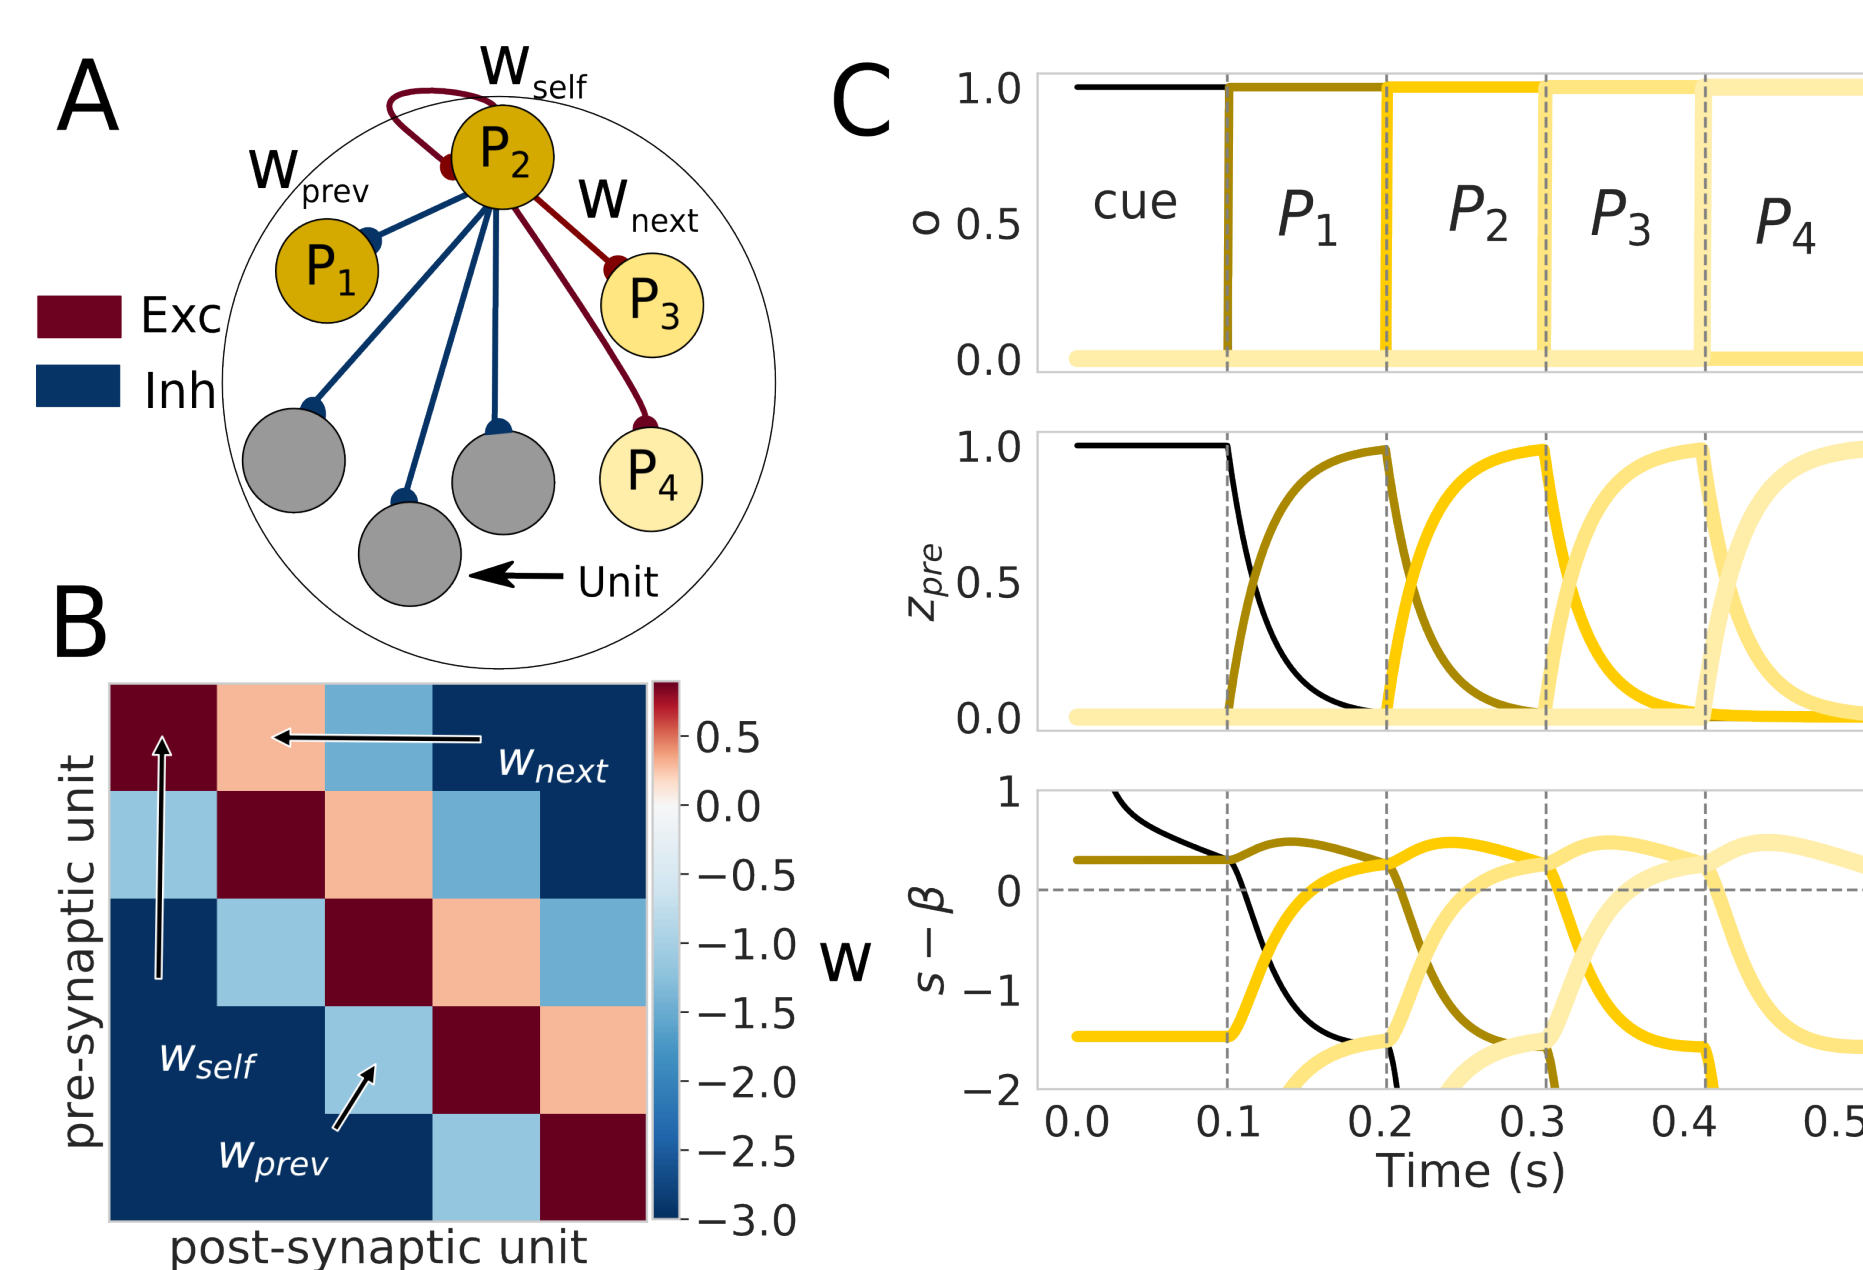 A
w_self
P_2
w_prev
w_next
P_1
P_3
Exc
Inh
P_4
Unit
B
w_next
w_self
w_prev
pre-synaptic unit
post-synaptic unit
0.5
0.0
−0.5
−1.0
−1.5
−2.0
−2.5
−3.0
w
C
1.0
0.5
0.0
o
cue
P_1
P_2
P_3
P_4
1.0
0.5
0.0
z_pre
1
0
−1
−2
s − β
0.0 0.1 0.2 0.3 0.4 0.5
Time (s)